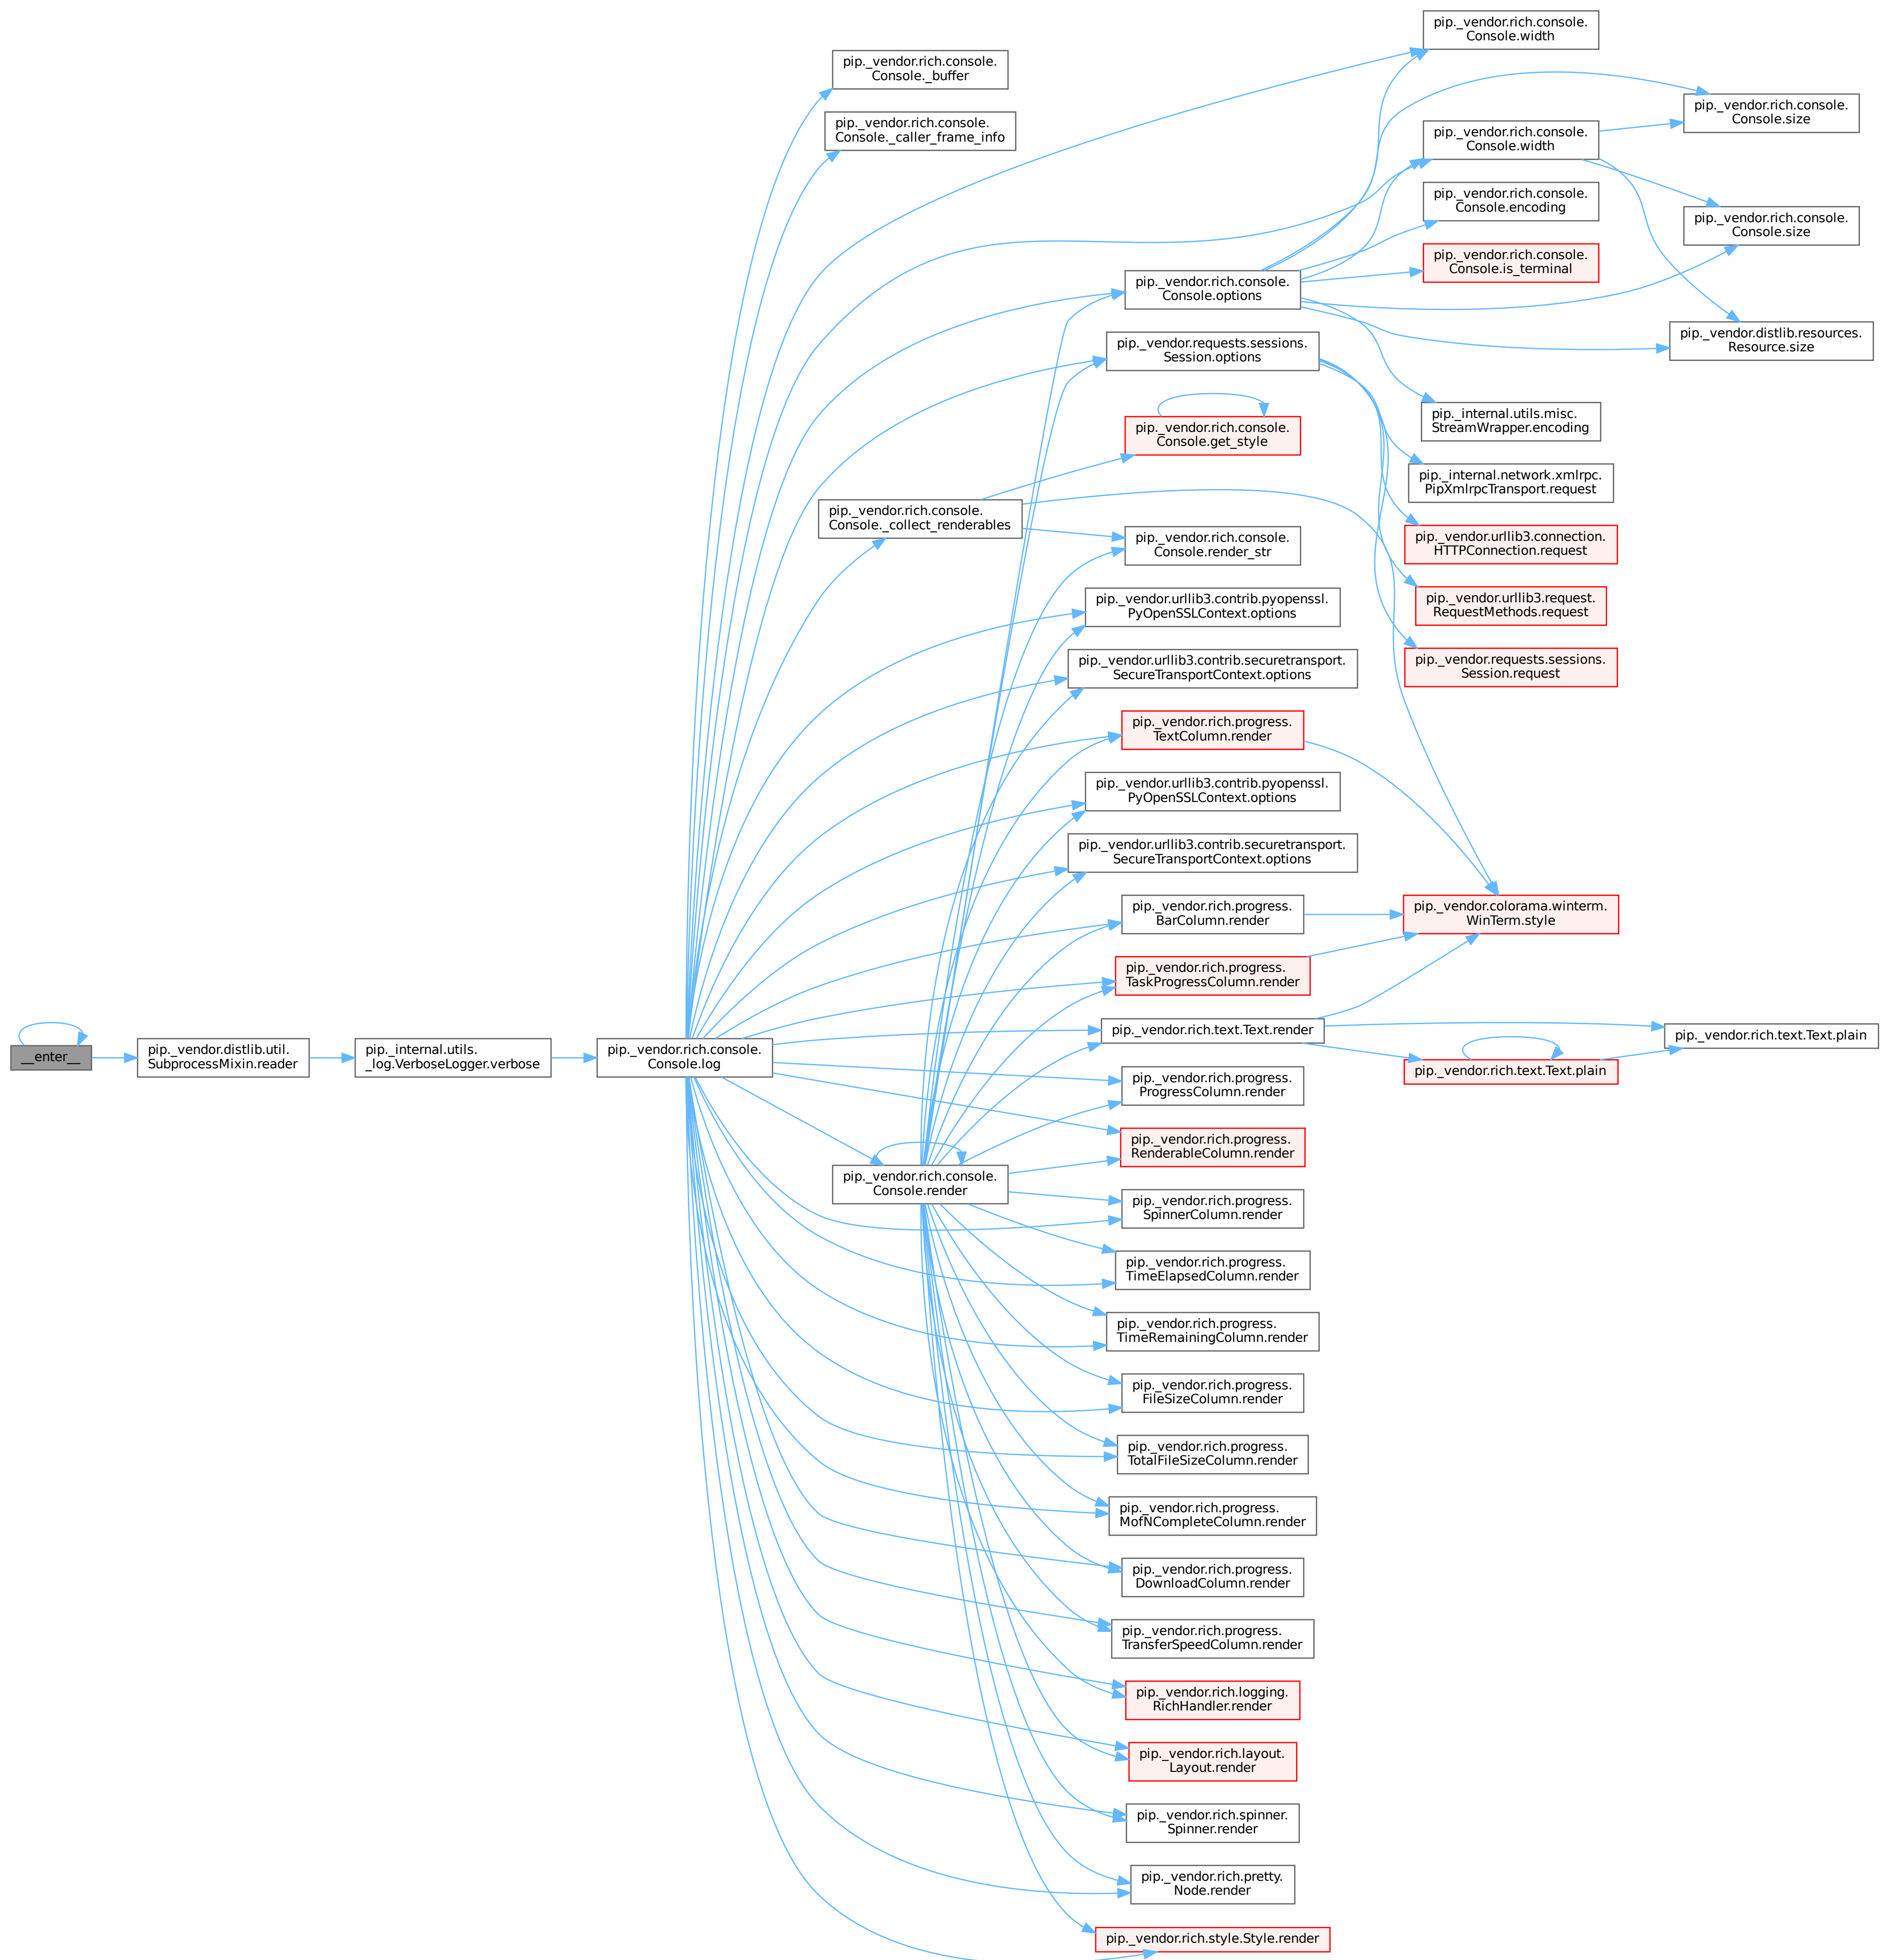 __enter__
pip._vendor.distlib.util.
SubprocessMixin.reader
pip._internal.utils.
_log.VerboseLogger.verbose
pip._vendor.rich.console.
Console.log
pip._vendor.rich.console.
Console._buffer
pip._vendor.rich.console.
Console._caller_frame_info
pip._vendor.rich.console.
Console._collect_renderables
pip._vendor.rich.console.
Console.render
pip._vendor.rich.console.
Console.options
pip._vendor.requests.sessions.
Session.options
pip._vendor.rich.console.
Console.get_style
pip._vendor.rich.console.
Console.render_str
pip._vendor.urllib3.contrib.pyopenssl.
PyOpenSSLContext.options
pip._vendor.urllib3.contrib.securetransport.
SecureTransportContext.options
pip._vendor.rich.progress.
TextColumn.render
pip._vendor.urllib3.contrib.pyopenssl.
PyOpenSSLContext.options
pip._vendor.urllib3.contrib.securetransport.
SecureTransportContext.options
pip._vendor.rich.progress.
BarColumn.render
pip._vendor.rich.progress.
TaskProgressColumn.render
pip._vendor.rich.text.Text.render
pip._vendor.rich.progress.
ProgressColumn.render
pip._vendor.rich.progress.
RenderableColumn.render
pip._vendor.rich.progress.
SpinnerColumn.render
pip._vendor.rich.progress.
TimeElapsedColumn.render
pip._vendor.rich.progress.
TimeRemainingColumn.render
pip._vendor.rich.progress.
FileSizeColumn.render
pip._vendor.rich.progress.
TotalFileSizeColumn.render
pip._vendor.rich.progress.
MofNCompleteColumn.render
pip._vendor.rich.progress.
DownloadColumn.render
pip._vendor.rich.progress.
TransferSpeedColumn.render
pip._vendor.rich.logging.
RichHandler.render
pip._vendor.rich.layout.
Layout.render
pip._vendor.rich.spinner.
Spinner.render
pip._vendor.rich.pretty.
Node.render
pip._vendor.rich.style.Style.render
pip._vendor.rich.console.
Console.width
pip._vendor.rich.console.
Console.width
pip._vendor.rich.console.
Console.encoding
pip._vendor.rich.console.
Console.is_terminal
pip._internal.utils.misc.
StreamWrapper.encoding
pip._internal.network.xmlrpc.
PipXmlrpcTransport.request
pip._vendor.urllib3.connection.
HTTPConnection.request
pip._vendor.urllib3.request.
RequestMethods.request
pip._vendor.requests.sessions.
Session.request
pip._vendor.colorama.winterm.
WinTerm.style
pip._vendor.rich.text.Text.plain
pip._vendor.rich.console.
Console.size
pip._vendor.rich.console.
Console.size
pip._vendor.distlib.resources.
Resource.size
pip._vendor.rich.text.Text.plain